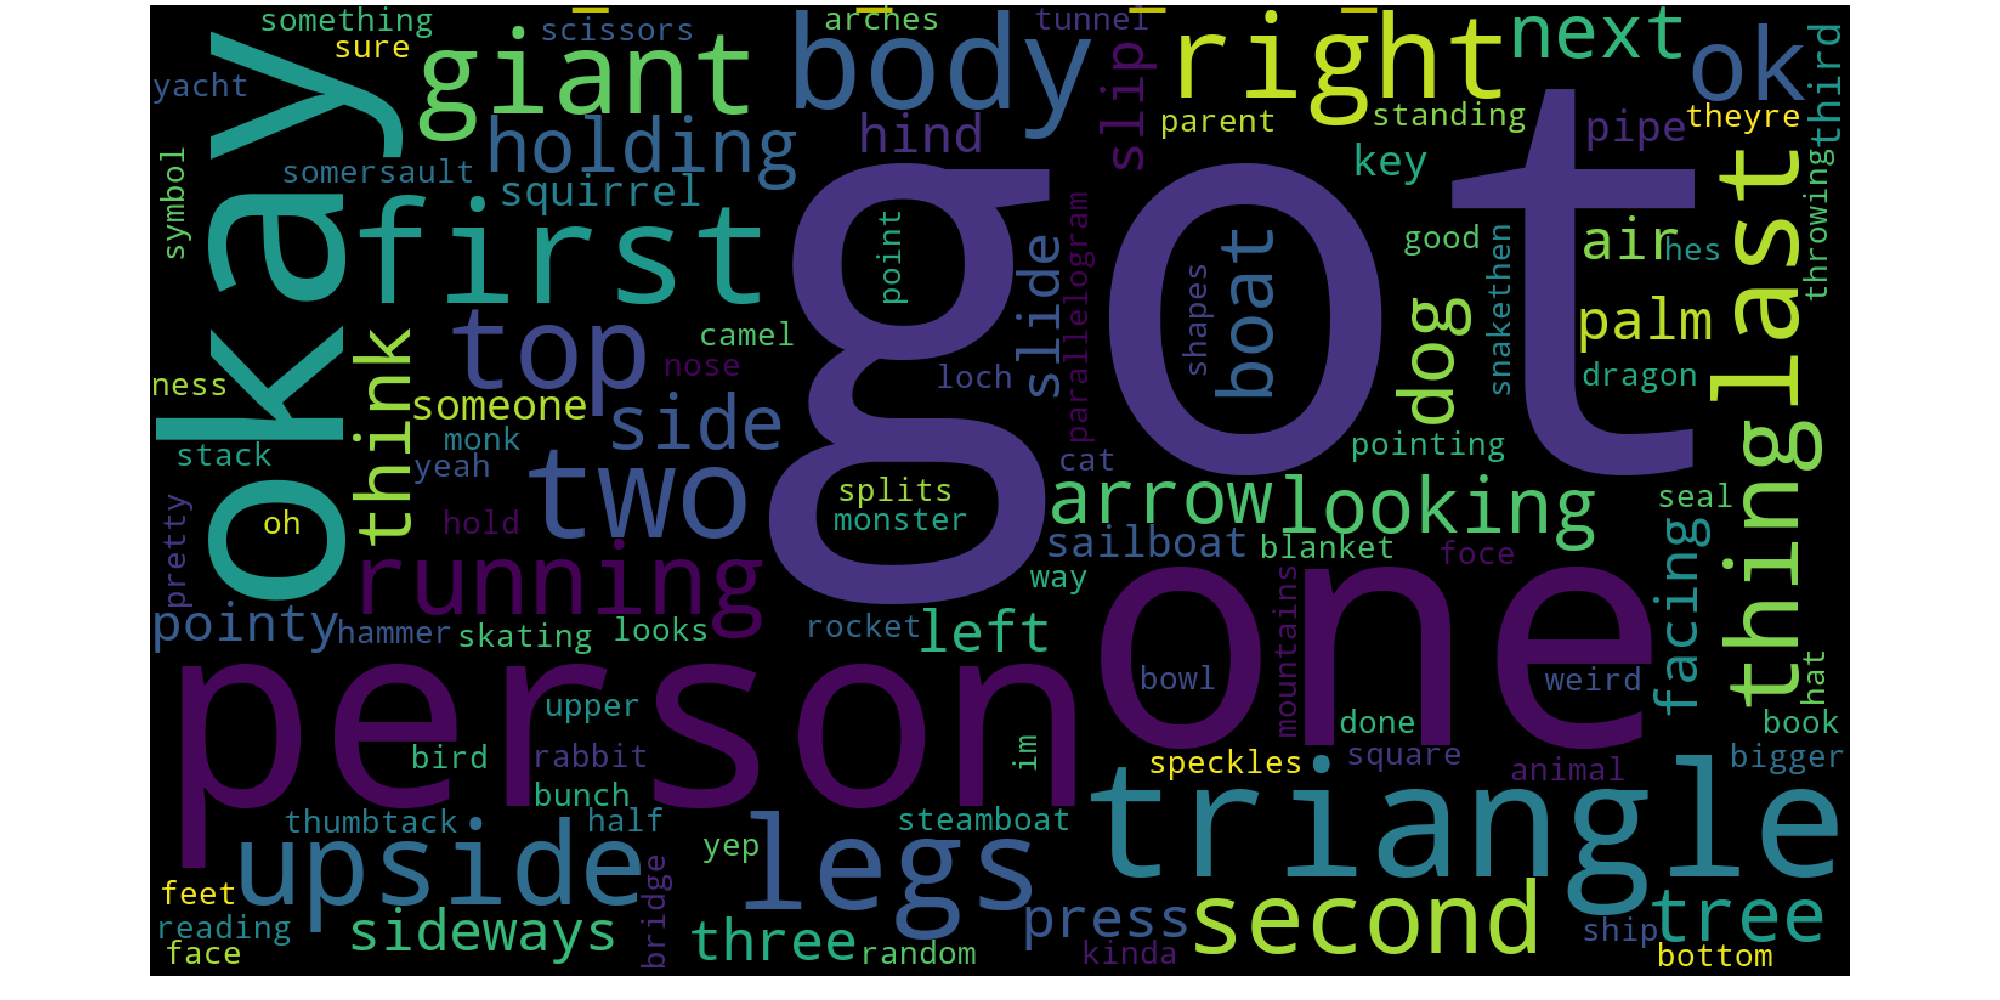 something
scissors
arches
tunnel
next
sure
giant
body
right
ok
yacht
okay
slip
third
holding
hind
parent
standing
pipe
theyre
symbol
somersault
squirrel
key
first
got
point
parallelogram
slide
boat
good
snakethen
air
hes
throwing
last
shapes
think
top
camel
nose
loch
dog
palm
dragon
ness
someone
side
monk
yeah
stack
two
cat
pointing
thing
splits
monster
arrow
looking
seal
pretty
oh
hold
sailboat
blanket
foce
facing
running
way
pointy
hammer
skating
looks
rocket
left
mountains
one
person
bowl
weird
hat
upper
done
book
bird
rabbit
im
speckles
square
animal
bigger
bunch
triangle
thumbtack
half
steamboat
upside
legs
yep
bridge
feet
second
reading
sideways
three
press
ship
tree
face
random
kinda
bottom